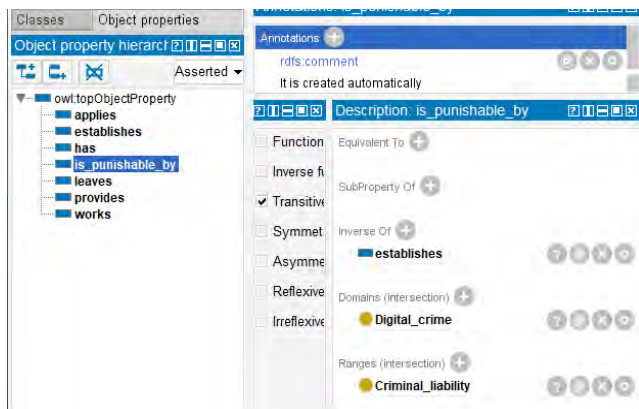 Annotations: is_punishable_by
Classes
Object properties
Object property hierarch
Asserted
owl:topObjectProperty
applies
establishes
has
is_punishable_by
leaves
provides
works
Annotations
rdfs:comment
It is created automatically
Description: is_punishable_by
Function
Inverse fu
Transitive
Symmet
Asymme
Reflexive
Irreflexive
Equivalent To
SubProperty Of
Inverse Of
establishes
Domains (intersection)
Digital_crime
Ranges (intersection)
Criminal_liability